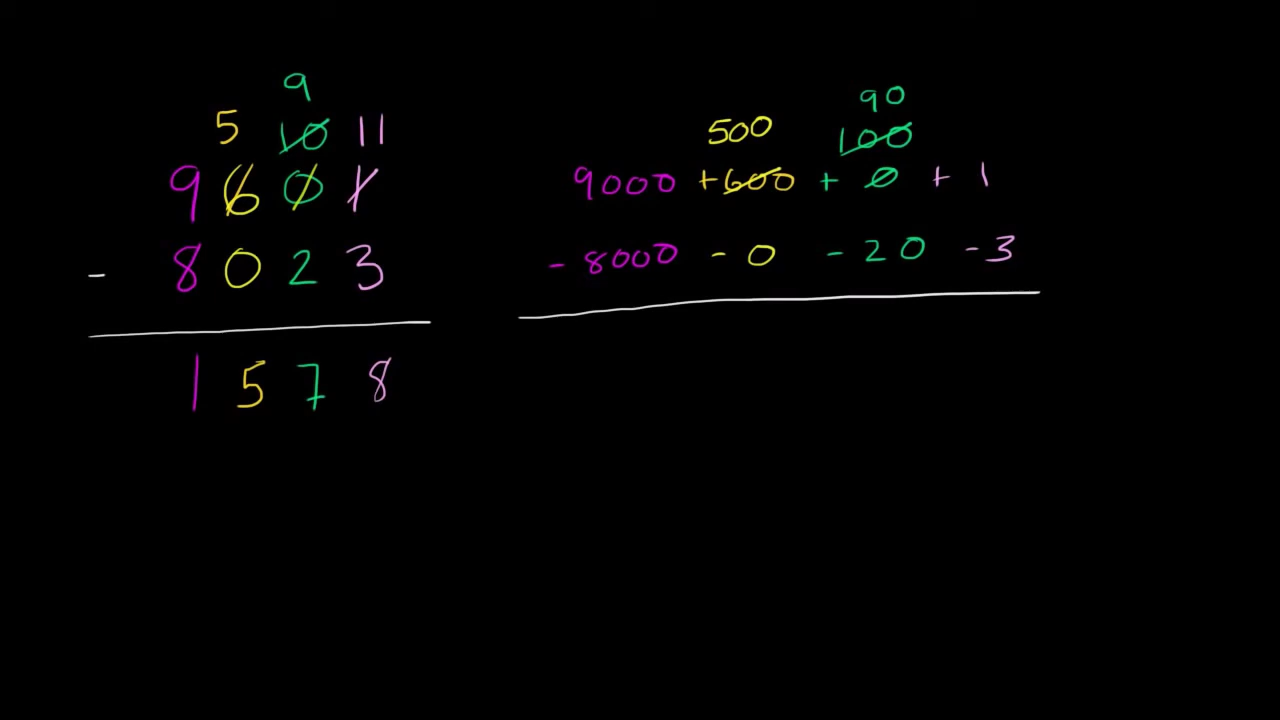 9
5 10 11
9 6 0 1
- 8 0 2 3
1 5 7 8
90
500 100
9000 + 600 + 0 + 1
- 8000 - 0 - 20 - 3